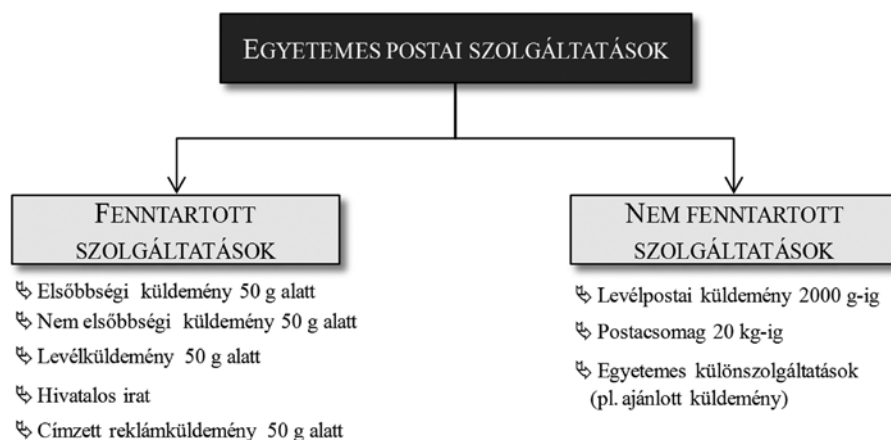 EGYETEMES POSTAI SZOLGÁLTATÁSOK
FENNTARTOTT
SZOLGÁLTATÁSOK
Elsőbbségi küldemény 50 g alatt
Nem elsőbbségi küldemény 50 g alatt
Levélküldemény 50 g alatt
Hivatalos irat
Címzett reklámküldemény 50 g alatt
NEM FENNTARTOTT
SZOLGÁLTATÁSOK
Levélpostai küldemény 2000 g-ig
Postacsomag 20 kg-ig
Egyetemes különszolgáltatások
(pl. ajánlott küldemény)